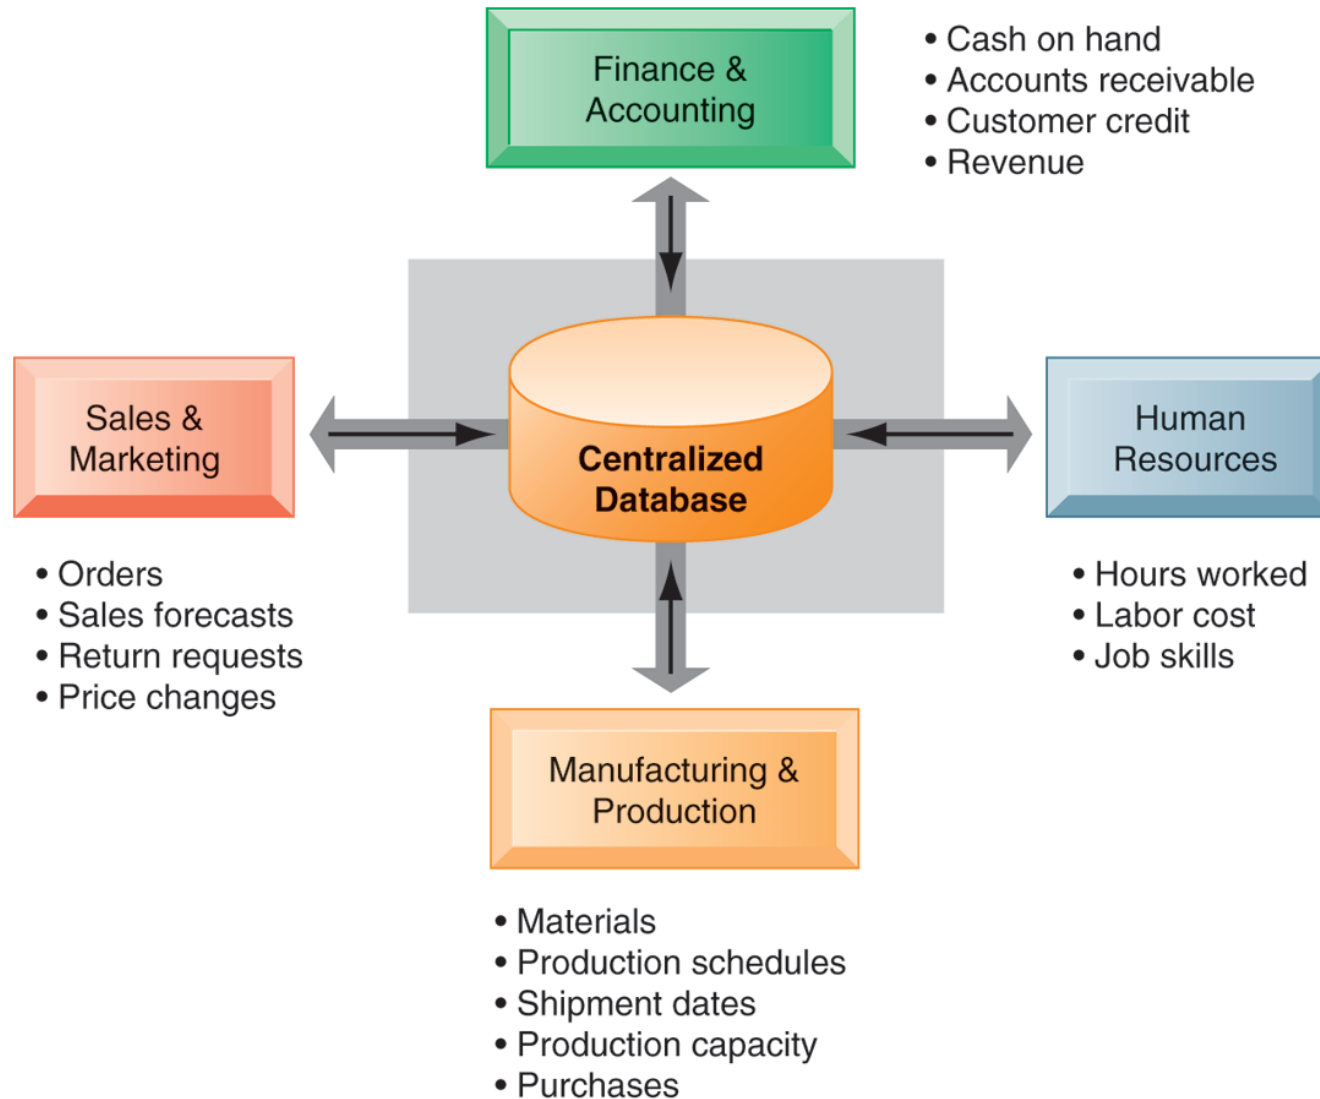 Finance &
Accounting
• Cash on hand
• Accounts receivable
• Customer credit
• Revenue
Sales &
Marketing
• Orders
• Sales forecasts
• Return requests
• Price changes
Centralized
Database
Human
Resources
• Hours worked
• Labor cost
• Job skills
Manufacturing &
Production
• Materials
• Production schedules
• Shipment dates
• Production capacity
• Purchases